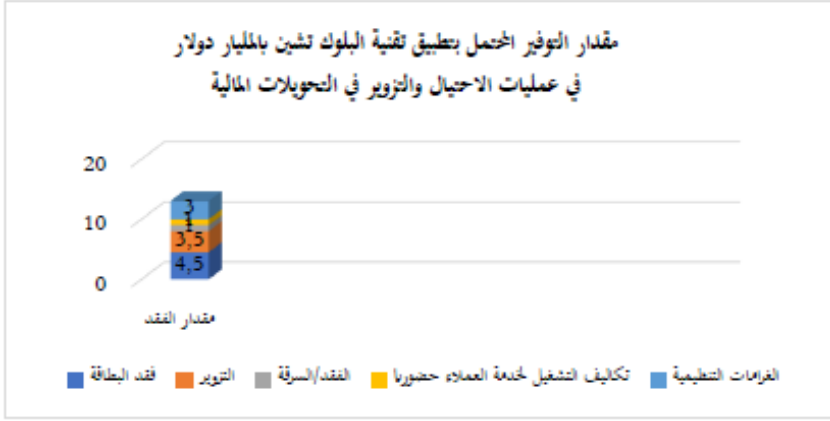 مقدار التوفير المحتمل بتطبيق تقنية البلوك تشين بالمليار دولار
في عمليات الاحتيال والتزوير في التحويلات المالية
20
10
0
3
1
1
3,5
4,5
مقدار الفقد
فقد البطاقة التزوير الفقد/السرقة تكاليف التشغيل لخدمة العملاء حضوريا الغرامات التنظيمية